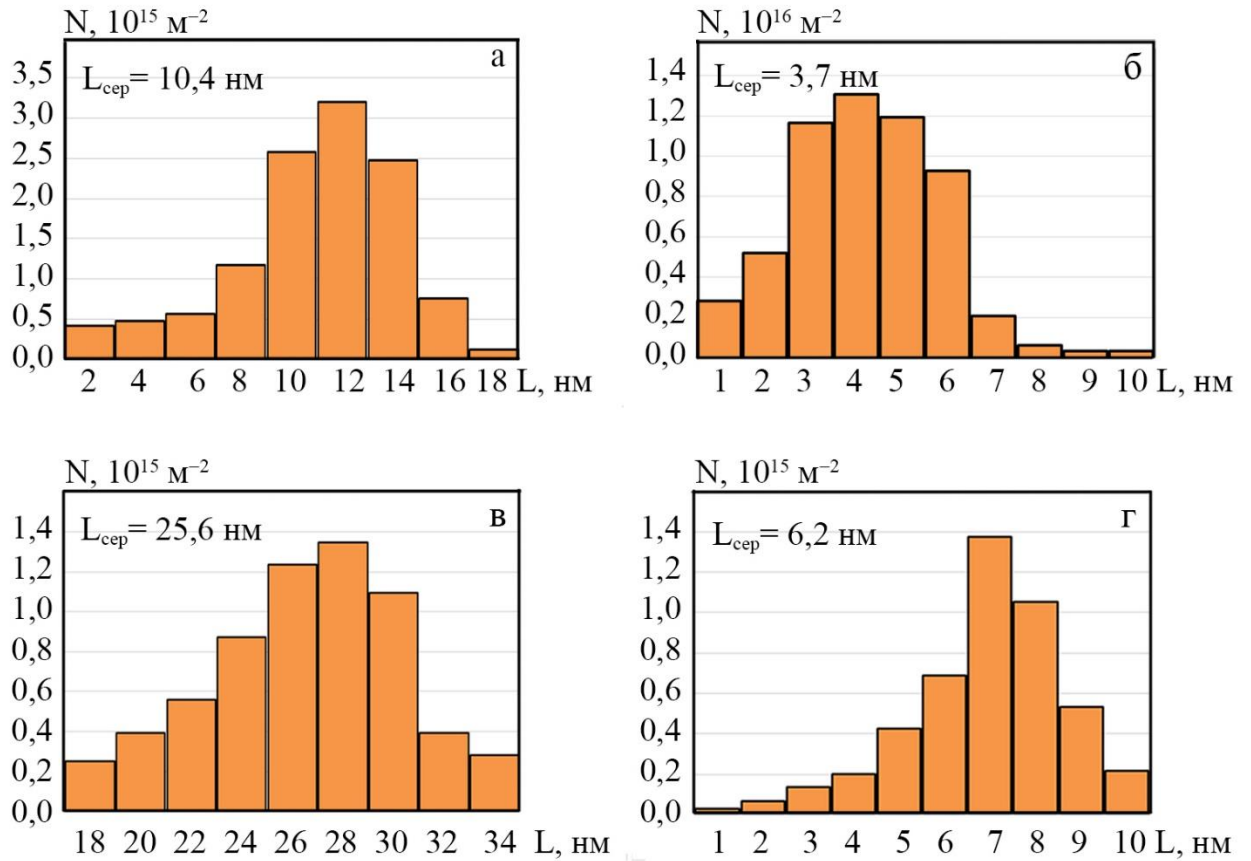 N, 10¹⁵ м⁻²
а
Lсер= 10,4 нм
3,5
3,0
2,5
2,0
1,5
1,0
0,5
0,0
2 4 6 8 10 12 14 16 18 L, нм
N, 10¹⁶ м⁻²
б
Lсер= 3,7 нм
1,4
1,2
1,0
0,8
0,6
0,4
0,2
0,0
1 2 3 4 5 6 7 8 9 10 L, нм
N, 10¹⁵ м⁻²
в
Lсер= 25,6 нм
1,4
1,2
1,0
0,8
0,6
0,4
0,2
0,0
18 20 22 24 26 28 30 32 34 L, нм
N, 10¹⁵ м⁻²
г
Lсер= 6,2 нм
1,4
1,2
1,0
0,8
0,6
0,4
0,2
0,0
1 2 3 4 5 6 7 8 9 10 L, нм